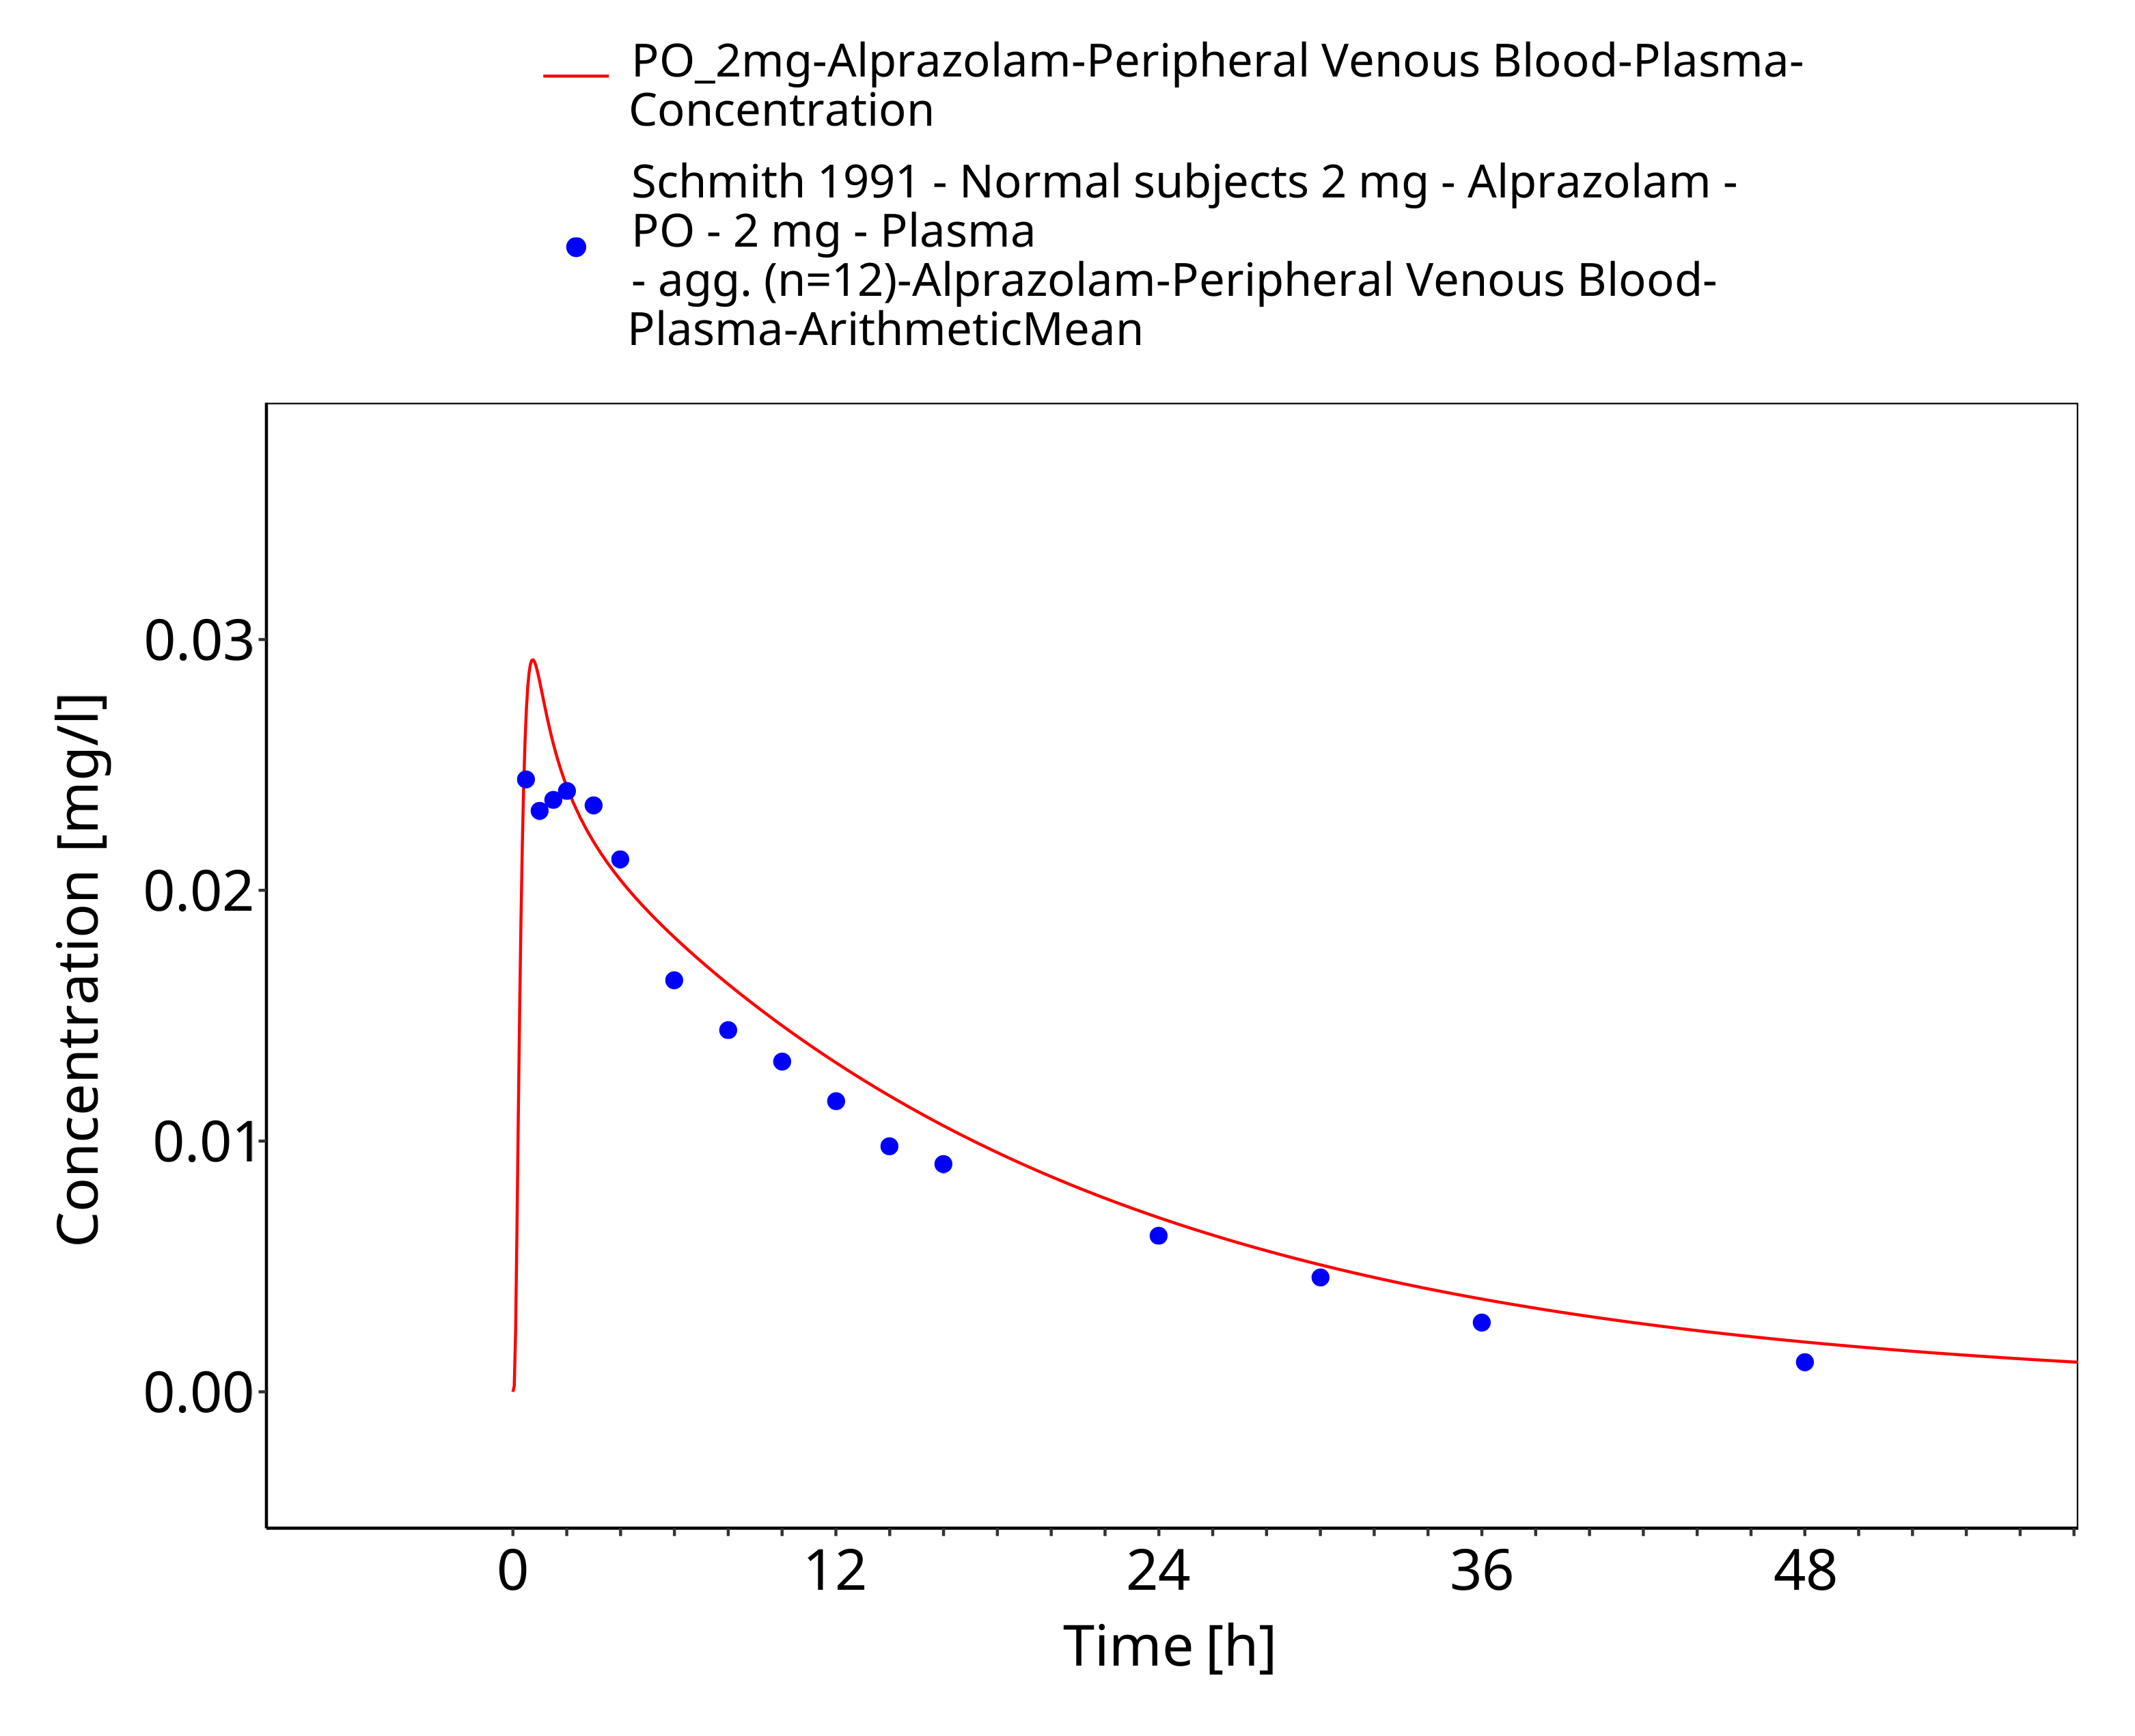 PO_2mg-Alprazolam-Peripheral Venous Blood-Plasma-
Concentration
Schmith 1991 - Normal subjects 2 mg - Alprazolam -
PO - 2 mg - Plasma
- agg. (n=12)-Alprazolam-Peripheral Venous Blood-
Plasma-ArithmeticMean
Concentration [mg/l]
0.03
0.02
0.01
0.00
0 12 24 36 48
Time [h]